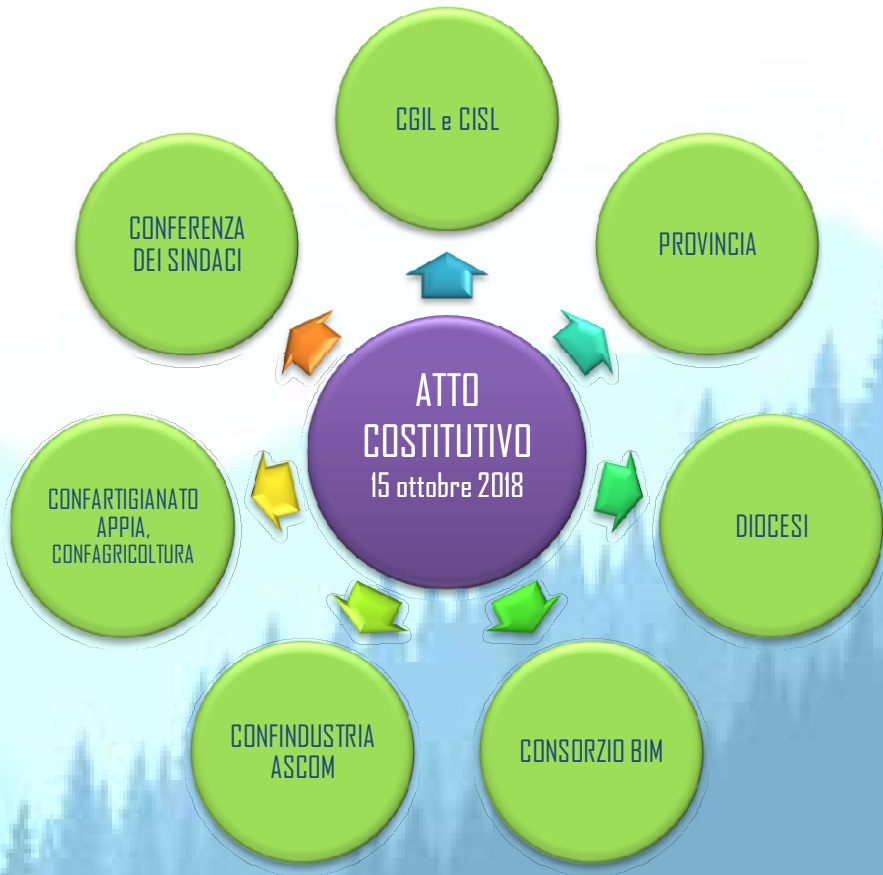 CGIL e CISL
CONFERENZA
DEI SINDACI
PROVINCIA
ATTO
COSTITUTIVO
15 ottobre 2018
CONFARTIGIANATO
APPIA,
CONFAGRICOLTURA
DIOCESI
CONFINDUSTRIA
ASCOM
CONSORZIO BIM